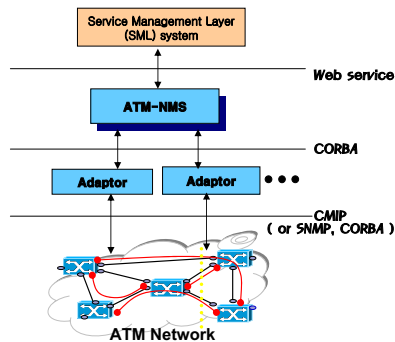 Service Management Layer
(SML) system
Web service
ATM-NMS
CORBA
Adaptor
Adaptor
CMIP
( or SNMP, CORBA )
ATM Network